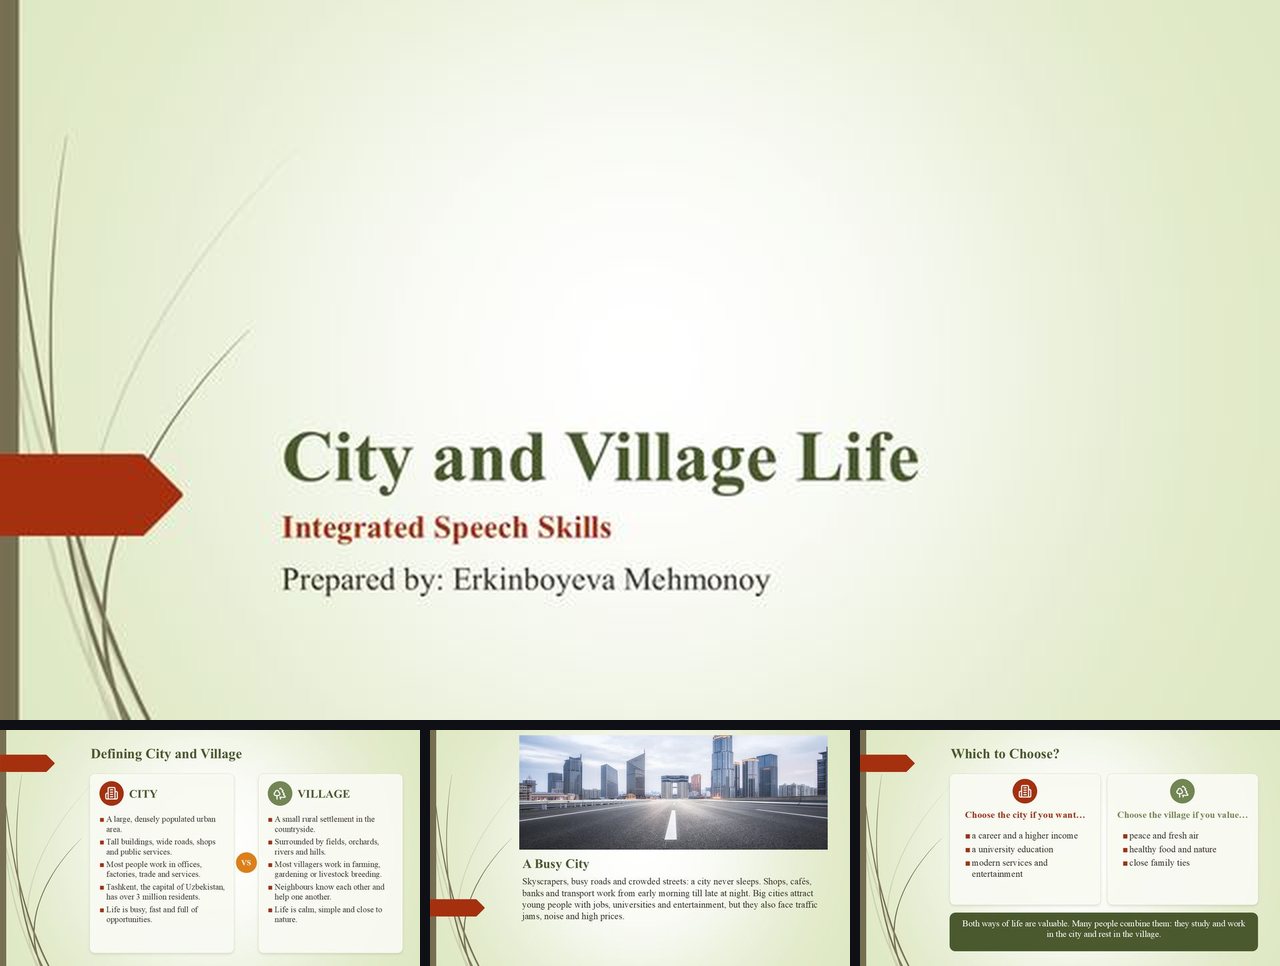 City and Village Life
Integrated Speech Skills
Prepared by: Erkinboyeva Mehmonoy
Defining City and Village
CITY
■ A large, densely populated urban
area.
■ Tall buildings, wide roads, shops
and public services.
■ Most people work in offices,
factories, trade and services.
■ Tashkent, the capital of Uzbekistan,
has over 3 million residents.
■ Life is busy, fast and full of
opportunities.
VS
VILLAGE
■ A small rural settlement in the
countryside.
■ Surrounded by fields, orchards,
rivers and hills.
■ Most villagers work in farming,
gardening or livestock breeding.
■ Neighbours know each other and
help one another.
■ Life is calm, simple and close to
nature.
A Busy City
Skyscrapers, busy roads and crowded streets: a city never sleeps. Shops, cafés,
banks and transport work from early morning till late at night. Big cities attract
young people with jobs, universities and entertainment, but they also face traffic
jams, noise and high prices.
Which to Choose?
Choose the city if you want…
■ a career and a higher income
■ a university education
■ modern services and
entertainment
Choose the village if you value…
■ peace and fresh air
■ healthy food and nature
■ close family ties
Both ways of life are valuable. Many people combine them: they study and work
in the city and rest in the village.